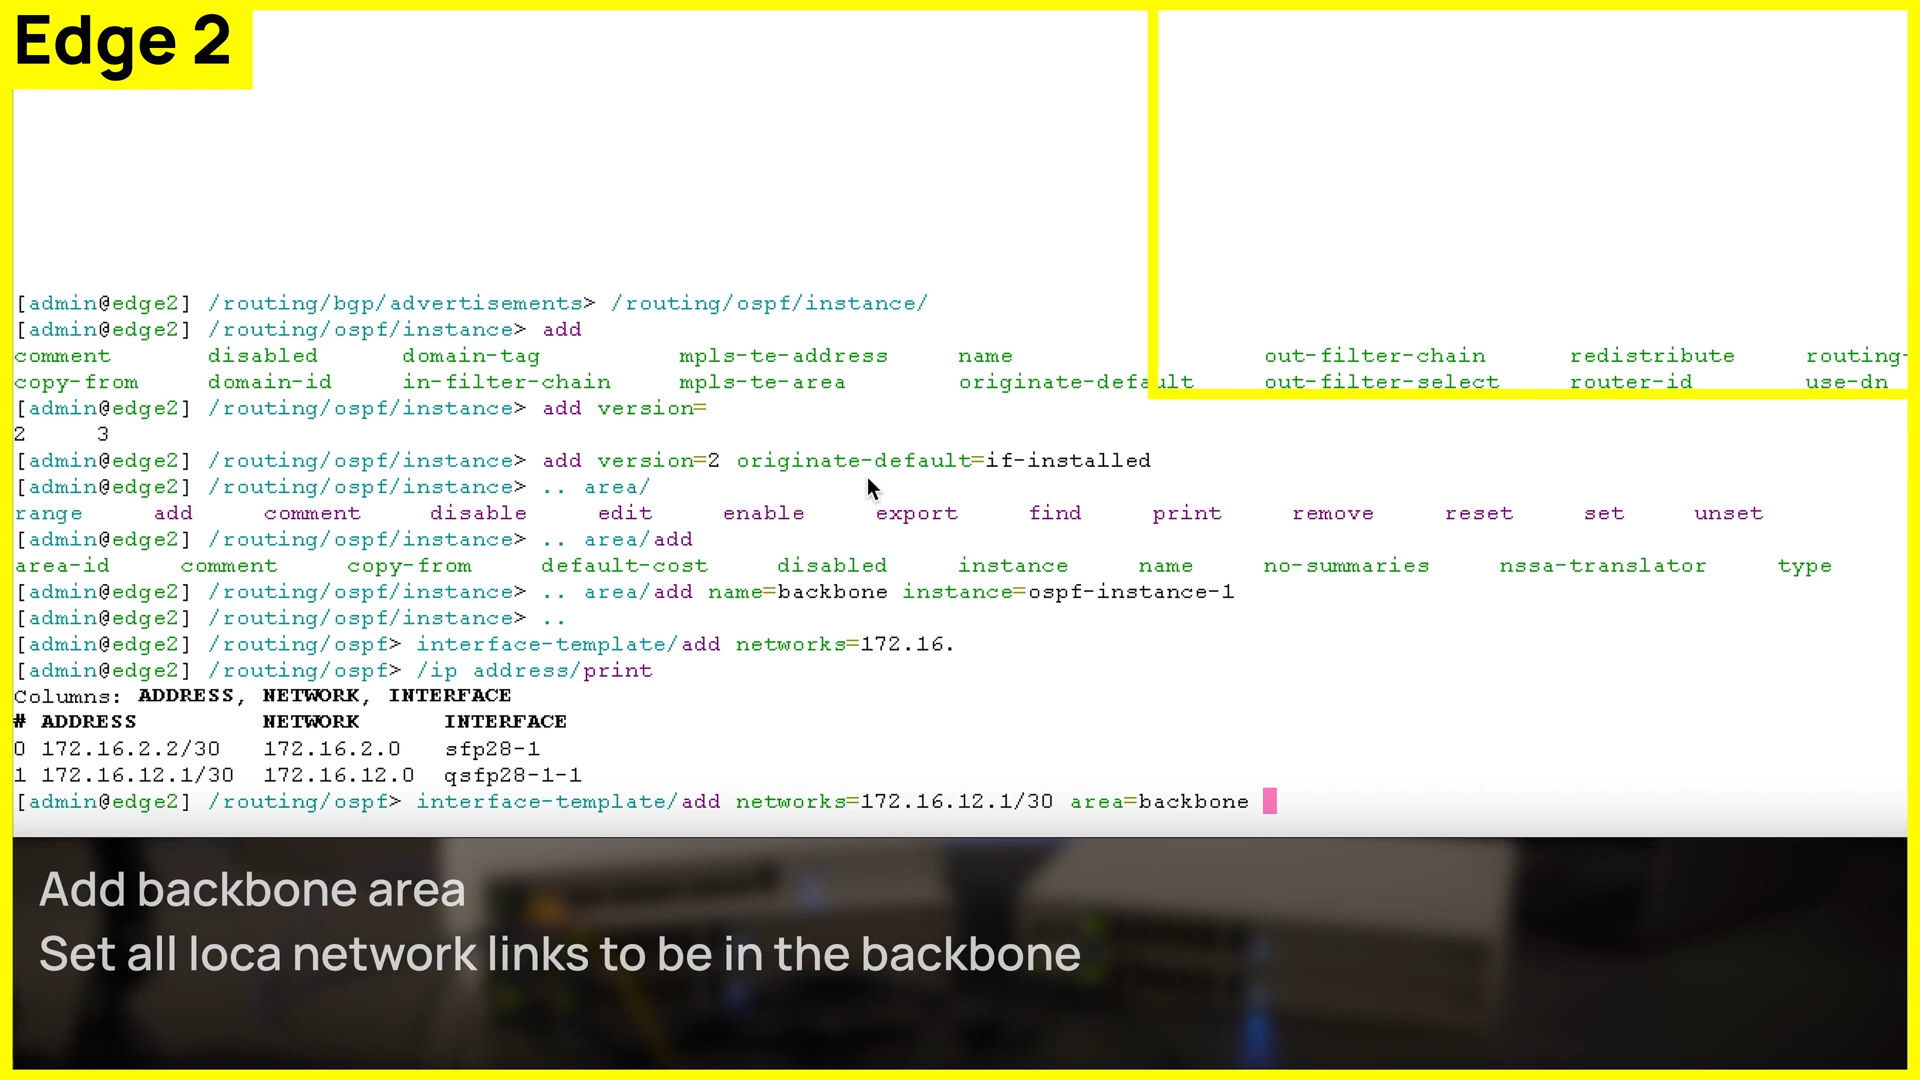 Edge 2
[admin@edge2] /routing/bgp/advertisements> /routing/ospf/instance/
[admin@edge2] /routing/ospf/instance> add
comment disabled domain-tag mpls-te-address name out-filter-chain redistribute routing-
copy-from domain-id in-filter-chain mpls-te-area originate-default out-filter-select router-id use-dn
[admin@edge2] /routing/ospf/instance> add version=
2 3
[admin@edge2] /routing/ospf/instance> add version=2 originate-default=if-installed
[admin@edge2] /routing/ospf/instance> .. area/
range add comment disable edit enable export find print remove reset set unset
[admin@edge2] /routing/ospf/instance> .. area/add
area-id comment copy-from default-cost disabled instance name no-summaries nssa-translator type
[admin@edge2] /routing/ospf/instance> .. area/add name=backbone instance=ospf-instance-1
[admin@edge2] /routing/ospf/instance> ..
[admin@edge2] /routing/ospf> interface-template/add networks=172.16.
[admin@edge2] /routing/ospf> /ip address/print
Columns: ADDRESS, NETWORK, INTERFACE
# ADDRESS NETWORK INTERFACE
0 172.16.2.2/30 172.16.2.0 sfp28-1
1 172.16.12.1/30 172.16.12.0 qsfp28-1-1
[admin@edge2] /routing/ospf> interface-template/add networks=172.16.12.1/30 area=backbone
Add backbone area
Set all loca network links to be in the backbone